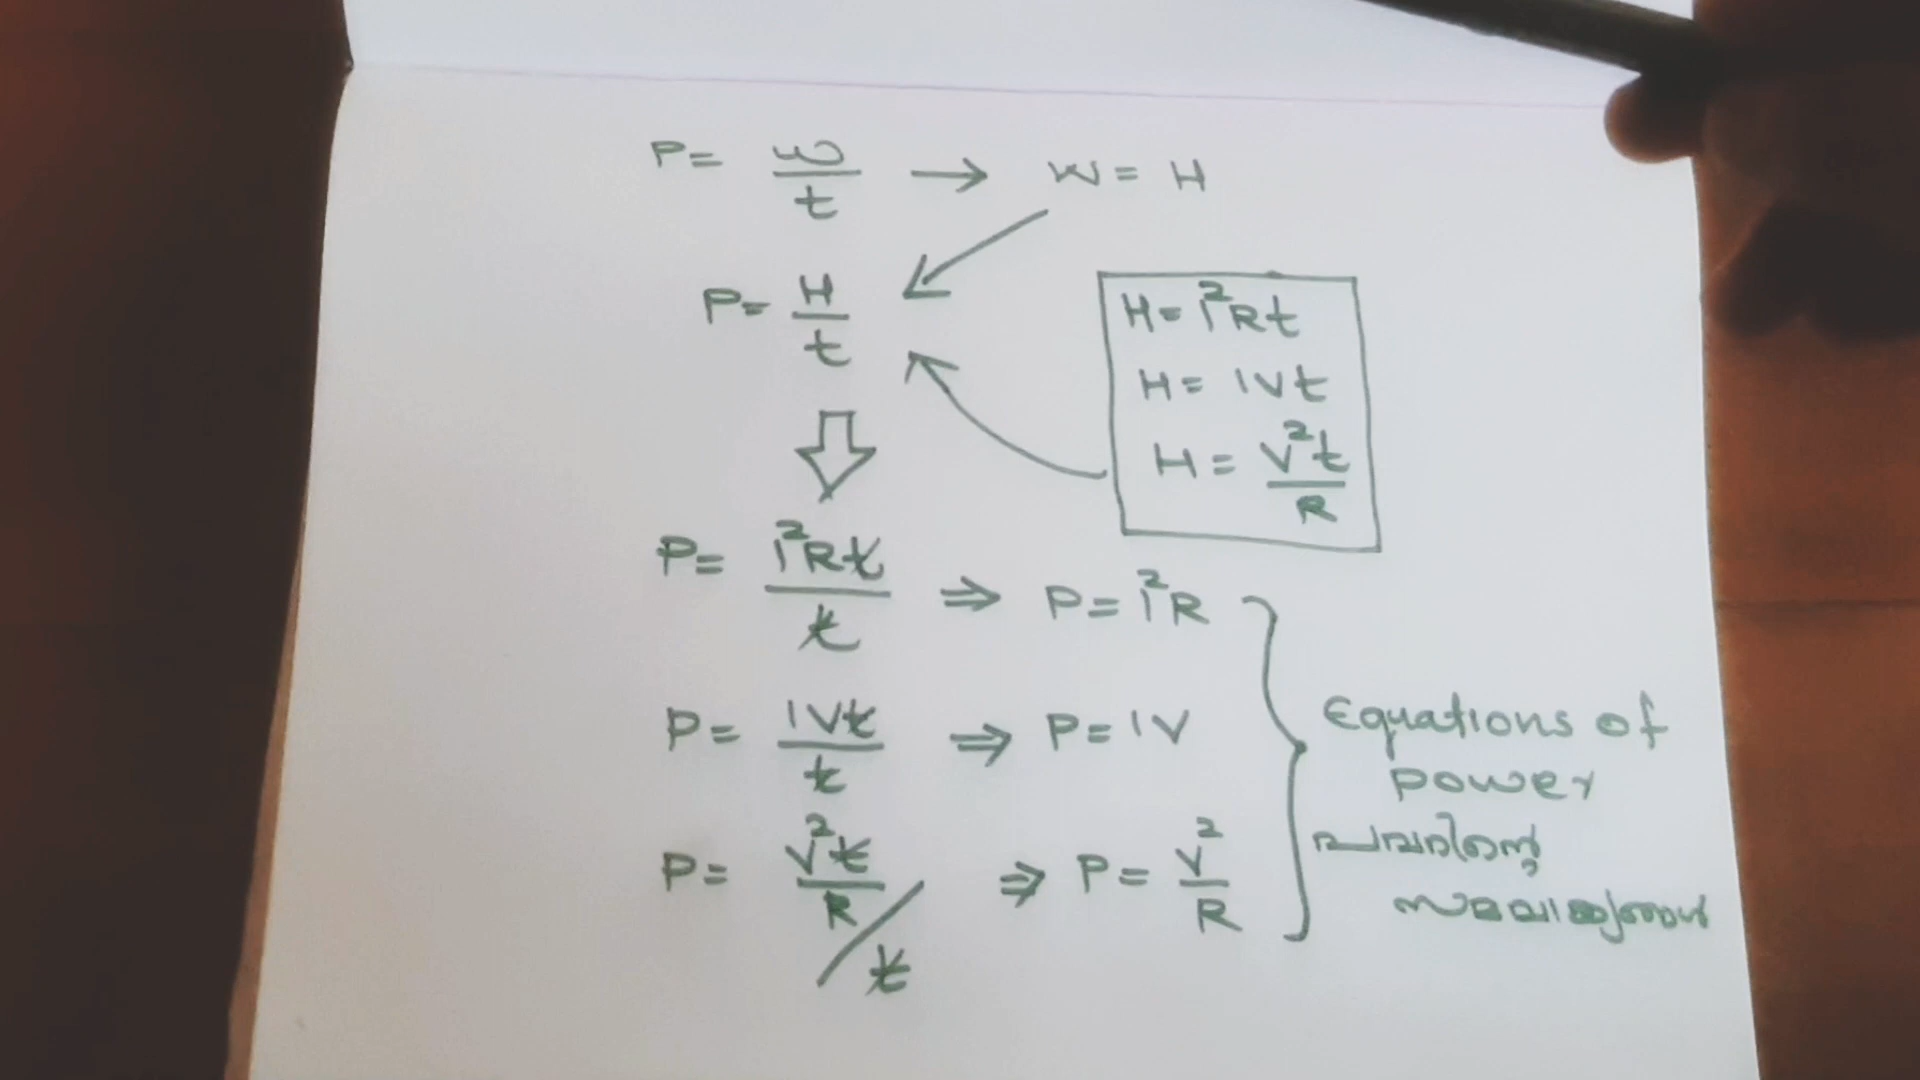 P = w/t → W = H
P = H/t
H = I²Rt
H = IVt
H = V²t/R
P = I²Rt/t ⇒ P = I²R
P = IVt/t ⇒ P = IV
P = V²t/R/t ⇒ P = V²/R
Equations of
power
പവറിന്റെ
സമവാക്യങ്ങൾ